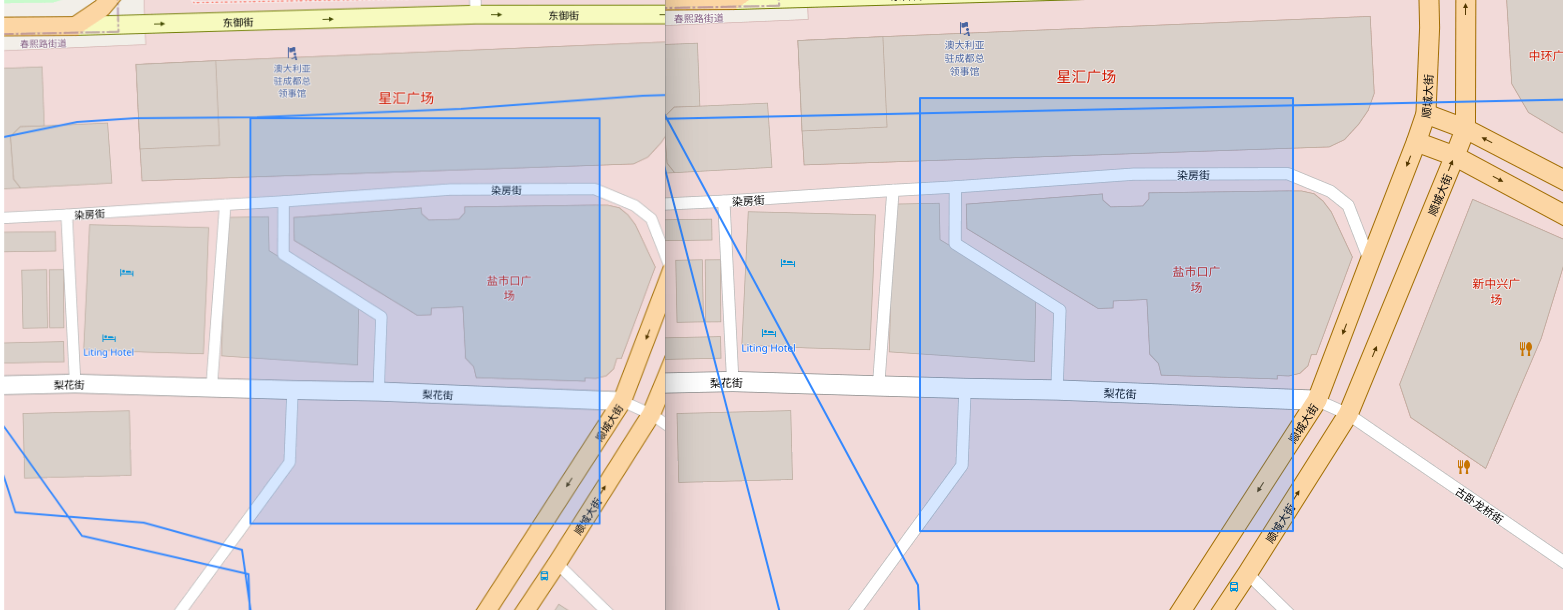 东御街
东御街
春熙路街道
澳大利亚
驻成都总
领事馆
星汇广场
染房街
染房街
盐市口广
场
Liting Hotel
梨花街
梨花街
顺城大街
顺城大街
春熙路街道
澳大利亚
驻成都总
领事馆
星汇广场
中环广
顺城大街
染房街
染房街
顺城大街
盐市口广
场
新中兴广
场
Liting Hotel
梨花街
梨花街
顺城大街
顺城大街
古卧龙桥街